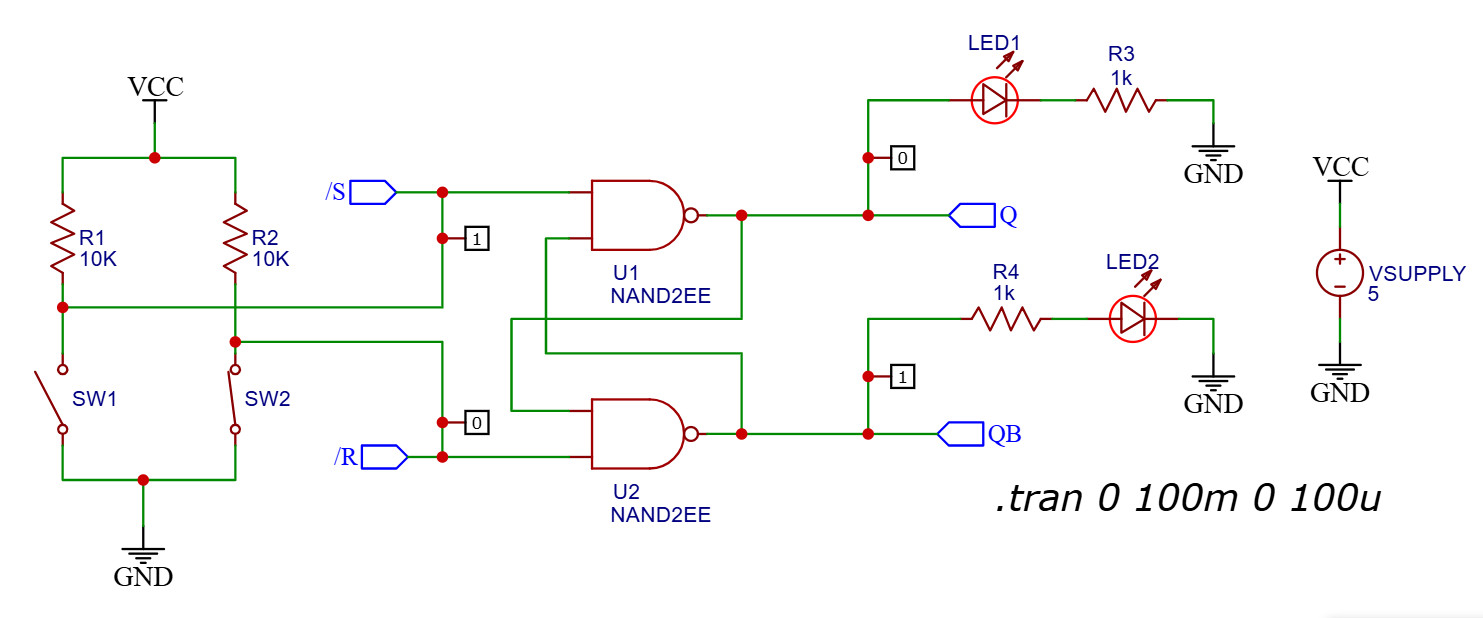 VCC
R1
10K
R2
10K
SW1
SW2
GND
/S
1
/R
0
U1
NAND2EE
U2
NAND2EE
LED1
R3
1k
0
GND
Q
R4
1k
LED2
1
GND
QB
VCC
+
VSUPPLY
5
GND
.tran 0 100m 0 100u